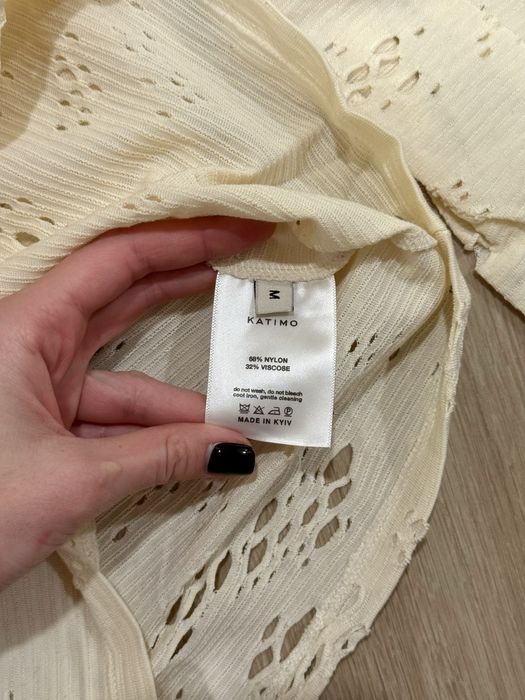 M
KATIMO
68% NYLON
32% VISCOSE
do not wash, do not bleach
cool iron, gentle cleaning
MADE IN KYIV